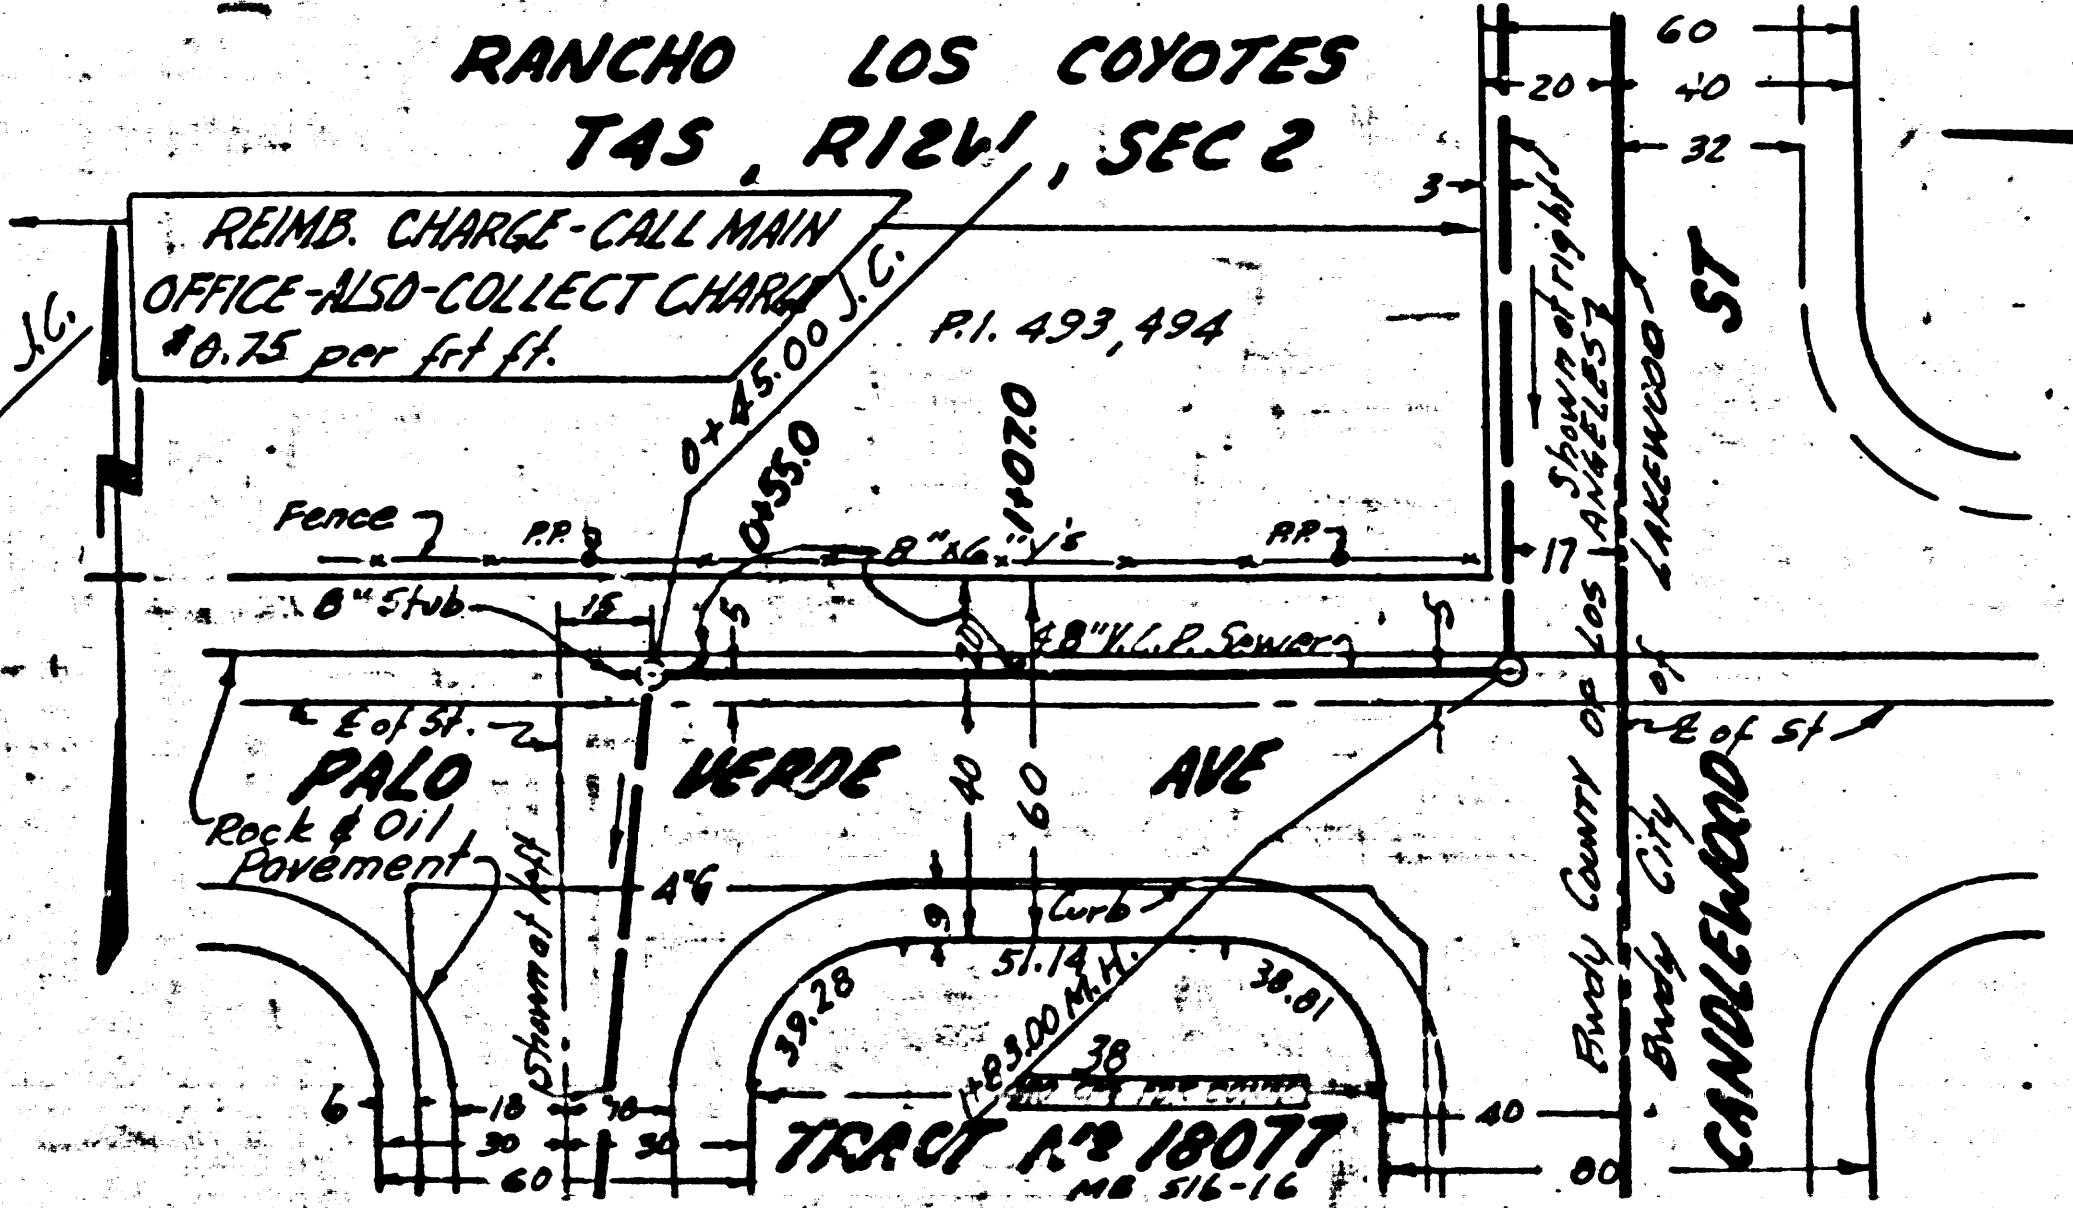 RANCHO LOS COYOTES
T4S, R12W, SEC 2
60
20
40
32
3
REIMB. CHARGE-CALL MAIN
OFFICE-ALSO-COLLECT CHARGE
$0.75 per frt ft.
J.C.
0+45.00 J.C.
P.I. 493, 494
Shown at right
ST
0+55.0
1+07.0
Fence
P.P.
8"x6" Y's
P.P.
17
8" Stub
15
5
20
8" V.C.P. Sewer
5
℄ of St.
℄ of St
PALO VERDE AVE
Rock & Oil
Pavement
40
60
Shown at left
4"G
9
Curb
51.14
39.28
38.81
1+83.00 M.H.
38
Bndy County OF LOS ANGELES
Bndy City of LAKEWOOD
CANDLEWOOD
6
18
30
30
60
40
80
TRACT No 18077
MB 516-16